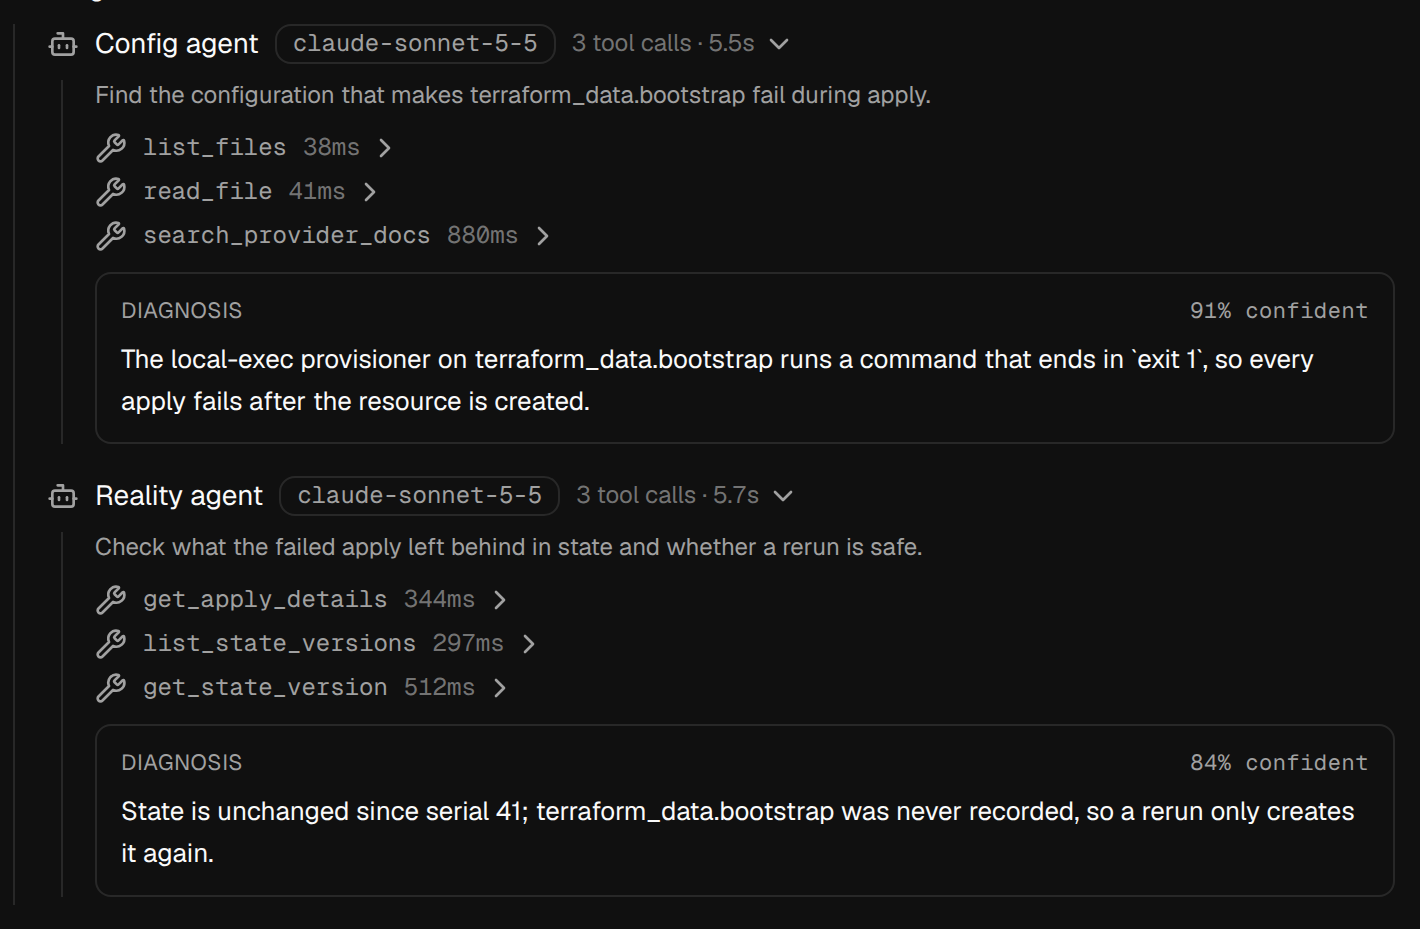 Config agent claude-sonnet-5-5 3 tool calls · 5.5s
Find the configuration that makes terraform_data.bootstrap fail during apply.
list_files 38ms
read_file 41ms
search_provider_docs 880ms
DIAGNOSIS 91% confident
The local-exec provisioner on terraform_data.bootstrap runs a command that ends in `exit 1`, so every
apply fails after the resource is created.
Reality agent claude-sonnet-5-5 3 tool calls · 5.7s
Check what the failed apply left behind in state and whether a rerun is safe.
get_apply_details 344ms
list_state_versions 297ms
get_state_version 512ms
DIAGNOSIS 84% confident
State is unchanged since serial 41; terraform_data.bootstrap was never recorded, so a rerun only creates
it again.